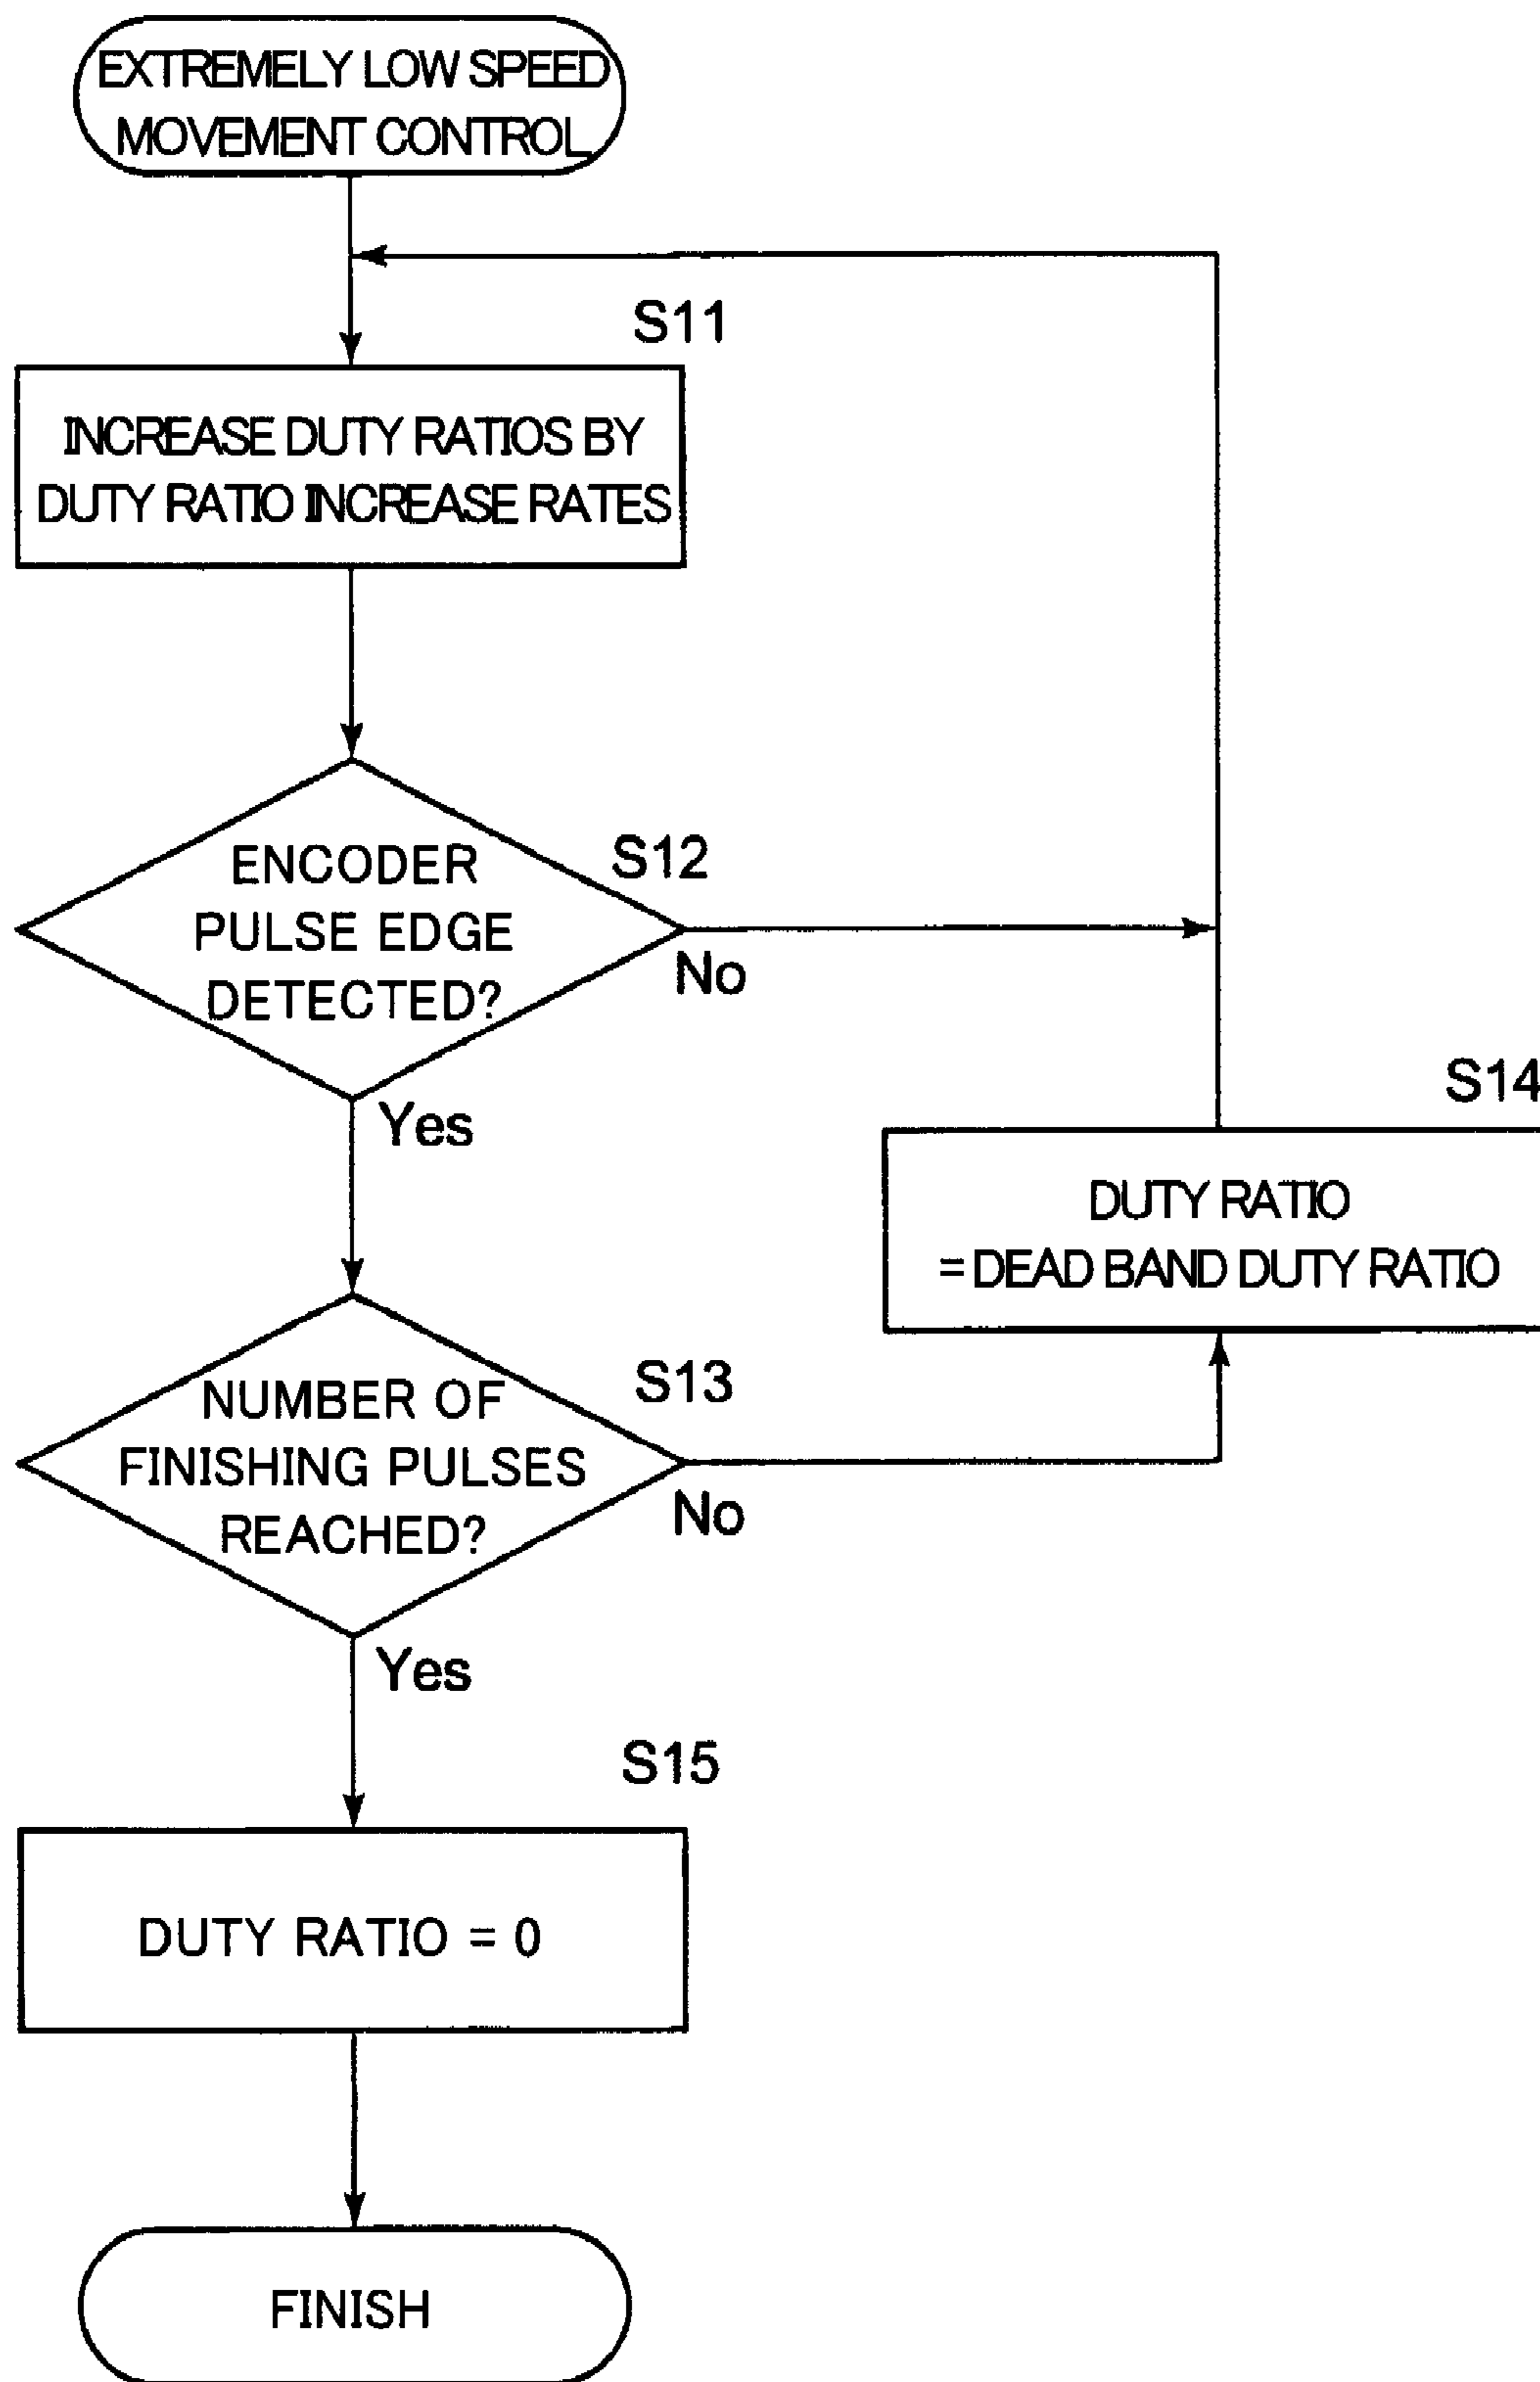 EXTREMELY LOW SPEED
MOVEMENT CONTROL
S11
INCREASE DUTY RATIOS BY
DUTY RATIO INCREASE RATES
S12
ENCODER
PULSE EDGE
DETECTED?
No
Yes
S14
DUTY RATIO
= DEAD BAND DUTY RATIO
S13
NUMBER OF
FINISHING PULSES
REACHED?
No
Yes
S15
DUTY RATIO = 0
FINISH